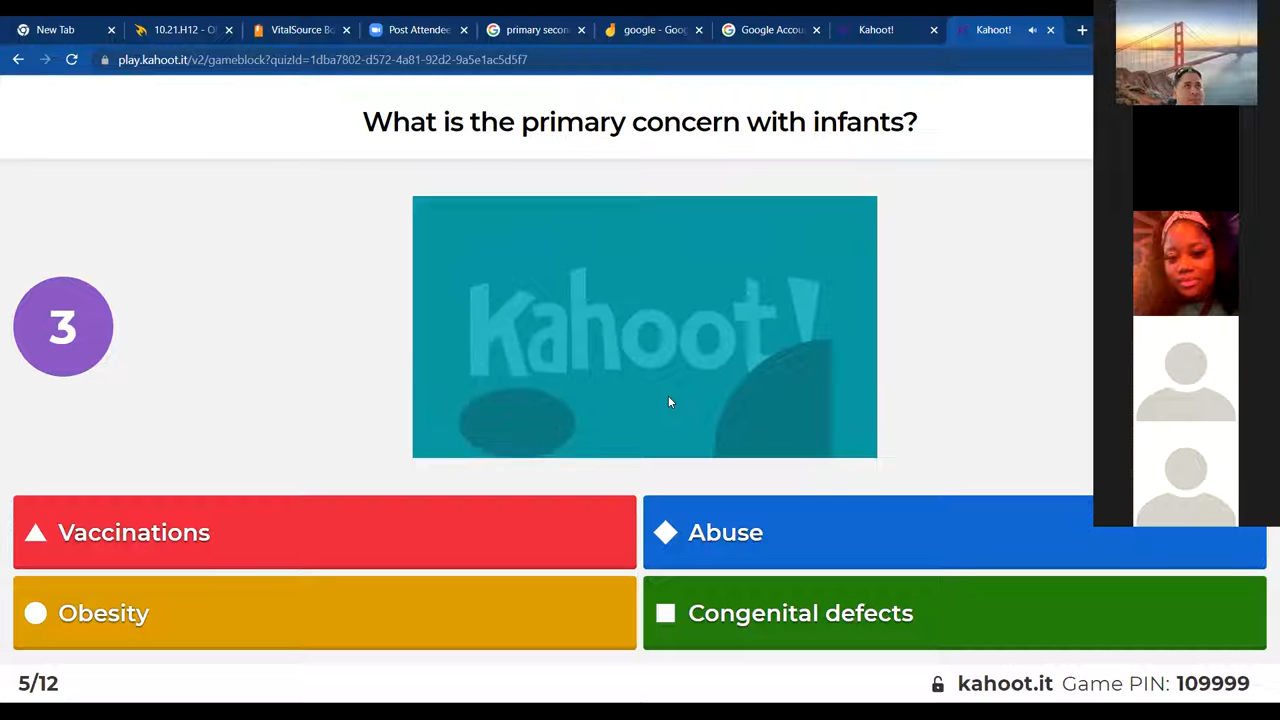 New Tab
10.21.H12 - O
VitalSource Bo
Post Attendee
primary secon
google - Goog
Google Accou
Kahoot!
Kahoot!
play.kahoot.it/v2/gameblock?quizId=1dba7802-d572-4a81-92d2-9a5e1ac5d5f7
What is the primary concern with infants?
Kahoot!
3
Vaccinations
Abuse
Obesity
Congenital defects
5/12
kahoot.it Game PIN: 109999